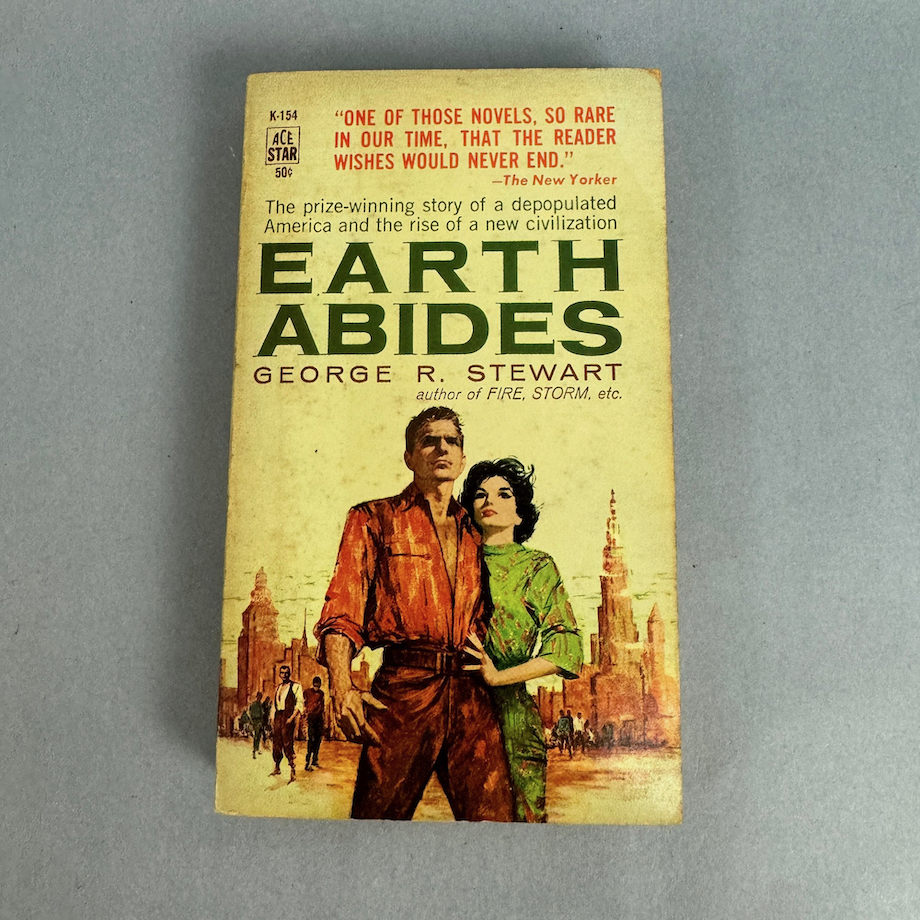 K-154
ACE
STAR
50¢
"ONE OF THOSE NOVELS, SO RARE
IN OUR TIME, THAT THE READER
WISHES WOULD NEVER END."
—The New Yorker
The prize-winning story of a depopulated
America and the rise of a new civilization
EARTH
ABIDES
GEORGE R. STEWART
author of FIRE, STORM, etc.